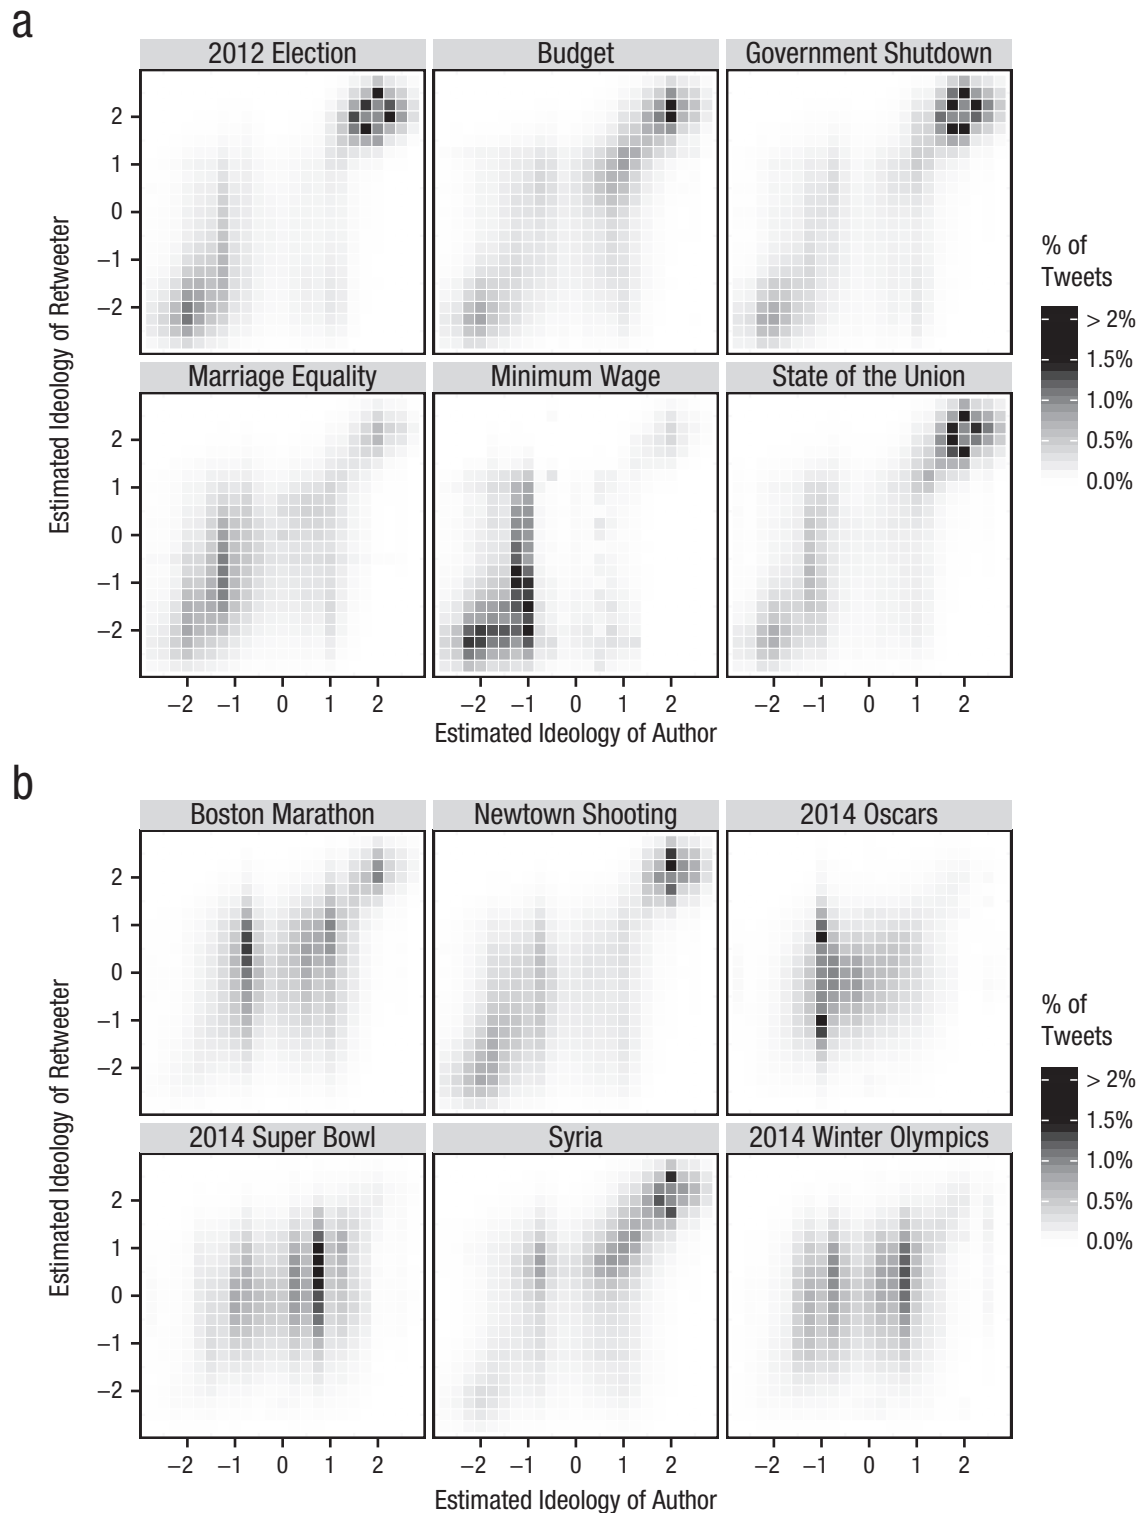 a
2012 Election Budget Government Shutdown
2
1
0
−1
−2
Marriage Equality Minimum Wage State of the Union
2
1
0
−1
−2
−2 −1 0 1 2 −2 −1 0 1 2 −2 −1 0 1 2
Estimated Ideology of Author
Estimated Ideology of Retweeter
% of
Tweets
> 2%
1.5%
1.0%
0.5%
0.0%
b
Boston Marathon Newtown Shooting 2014 Oscars
2
1
0
−1
−2
2014 Super Bowl Syria 2014 Winter Olympics
2
1
0
−1
−2
−2 −1 0 1 2 −2 −1 0 1 2 −2 −1 0 1 2
Estimated Ideology of Author
Estimated Ideology of Retweeter
% of
Tweets
> 2%
1.5%
1.0%
0.5%
0.0%